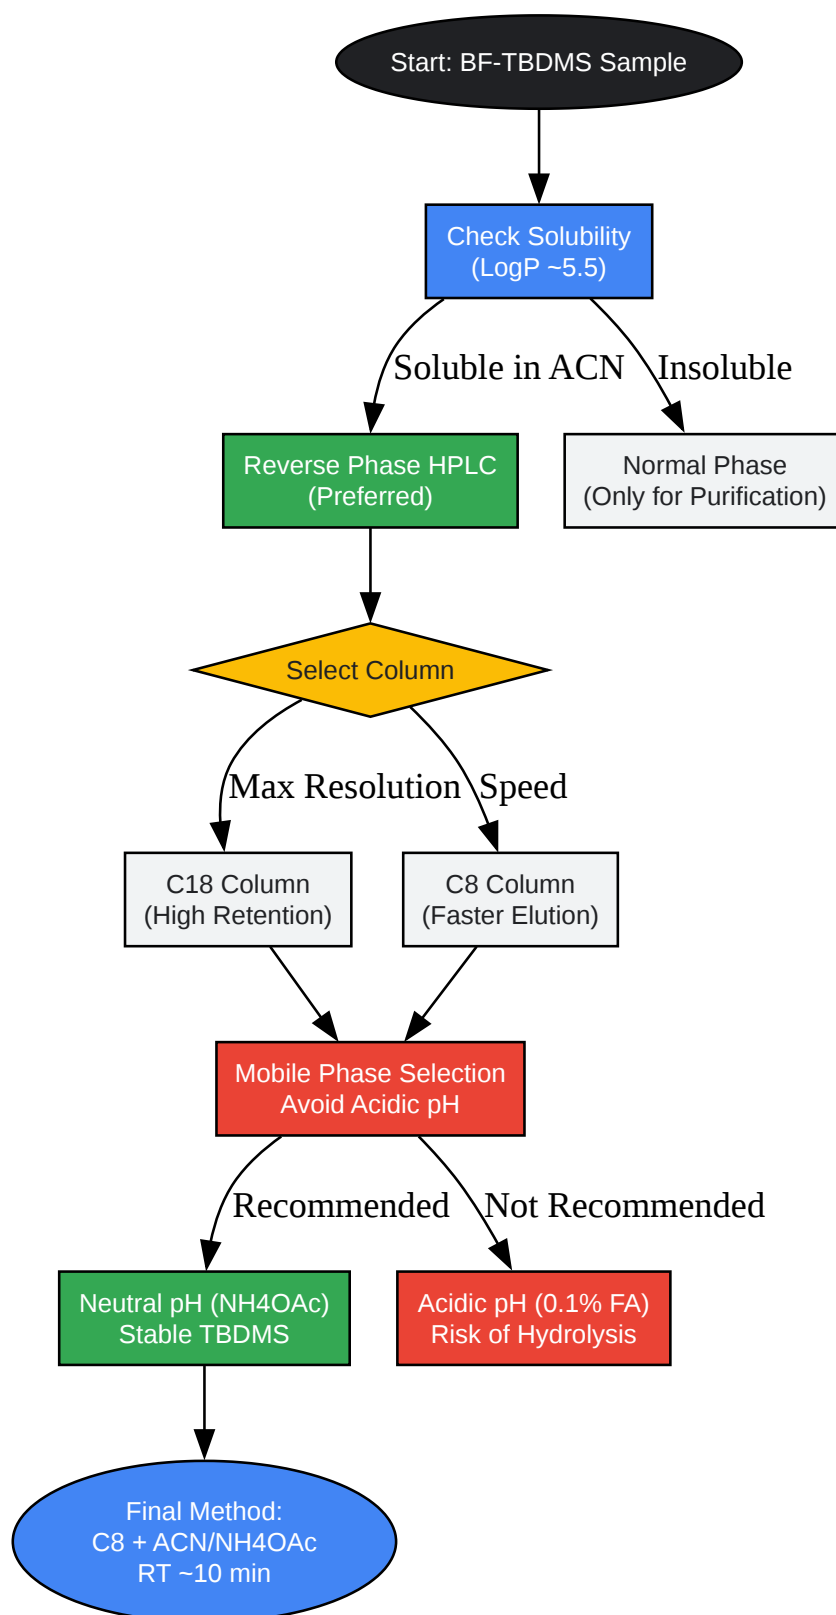 Start: BF-TBDMS Sample
Check Solubility
(LogP ~5.5)
Soluble in ACN
Insoluble
Reverse Phase HPLC
(Preferred)
Normal Phase
(Only for Purification)
Select Column
Max Resolution
Speed
C18 Column
(High Retention)
C8 Column
(Faster Elution)
Mobile Phase Selection
Avoid Acidic pH
Recommended
Not Recommended
Neutral pH (NH4OAc)
Stable TBDMS
Acidic pH (0.1% FA)
Risk of Hydrolysis
Final Method:
C8 + ACN/NH4OAc
RT ~10 min